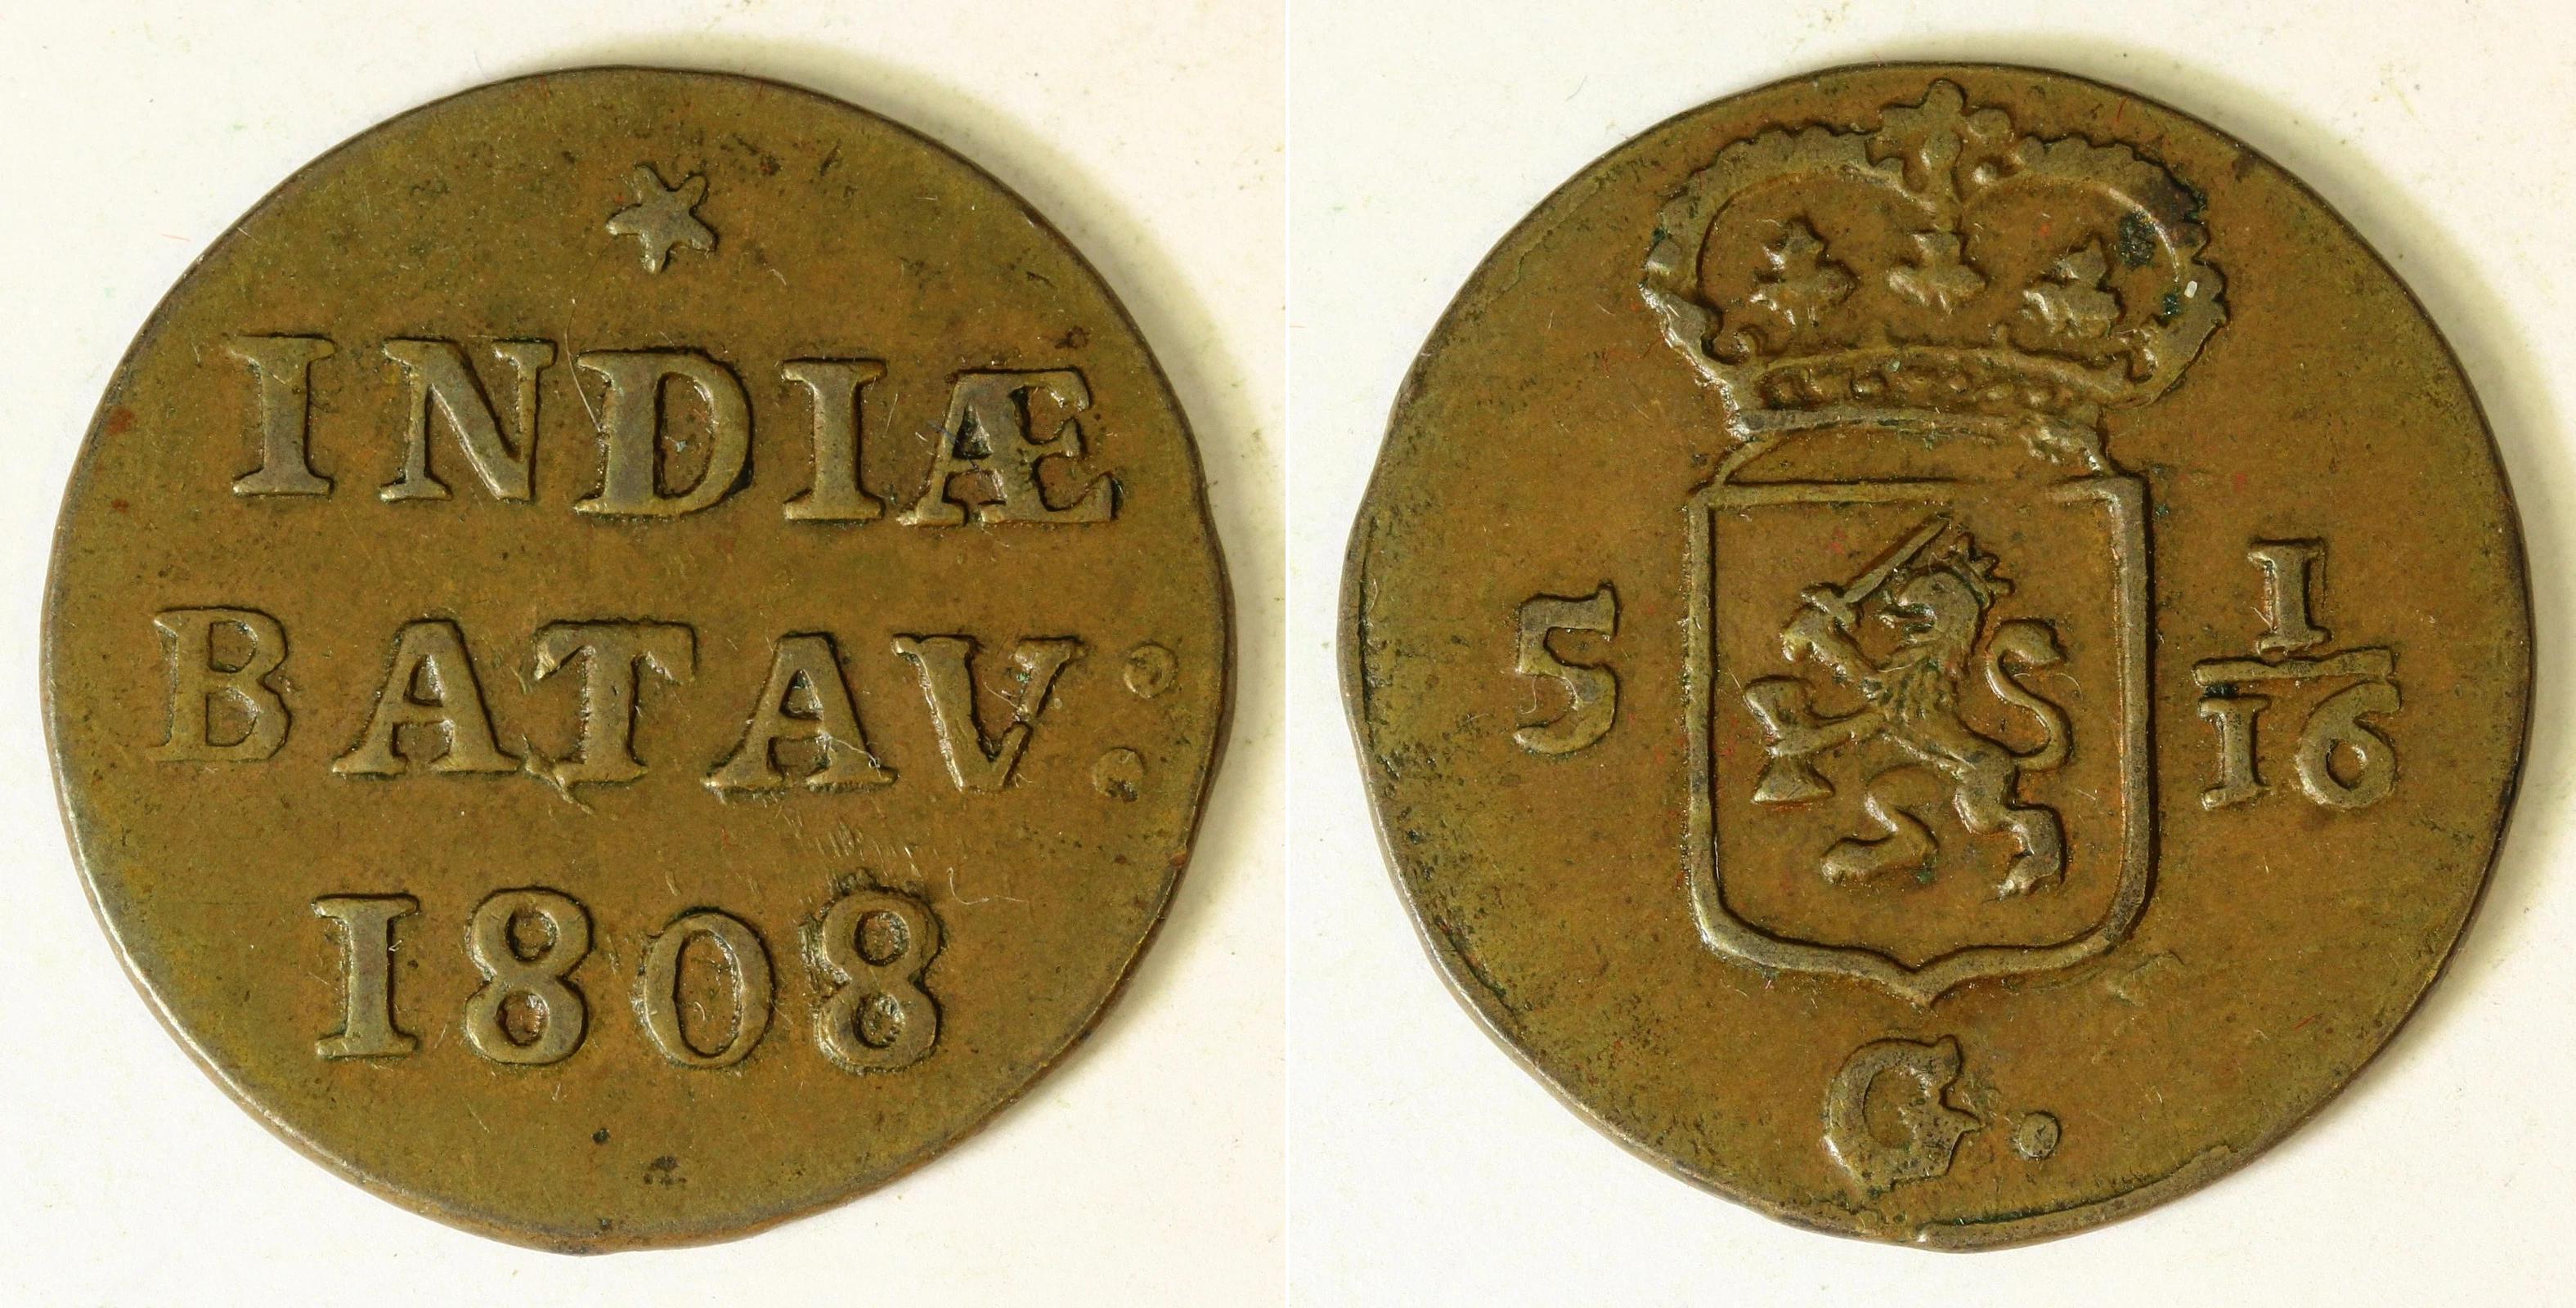 INDIÆ
BATAV:
1808
5 1/16
G.